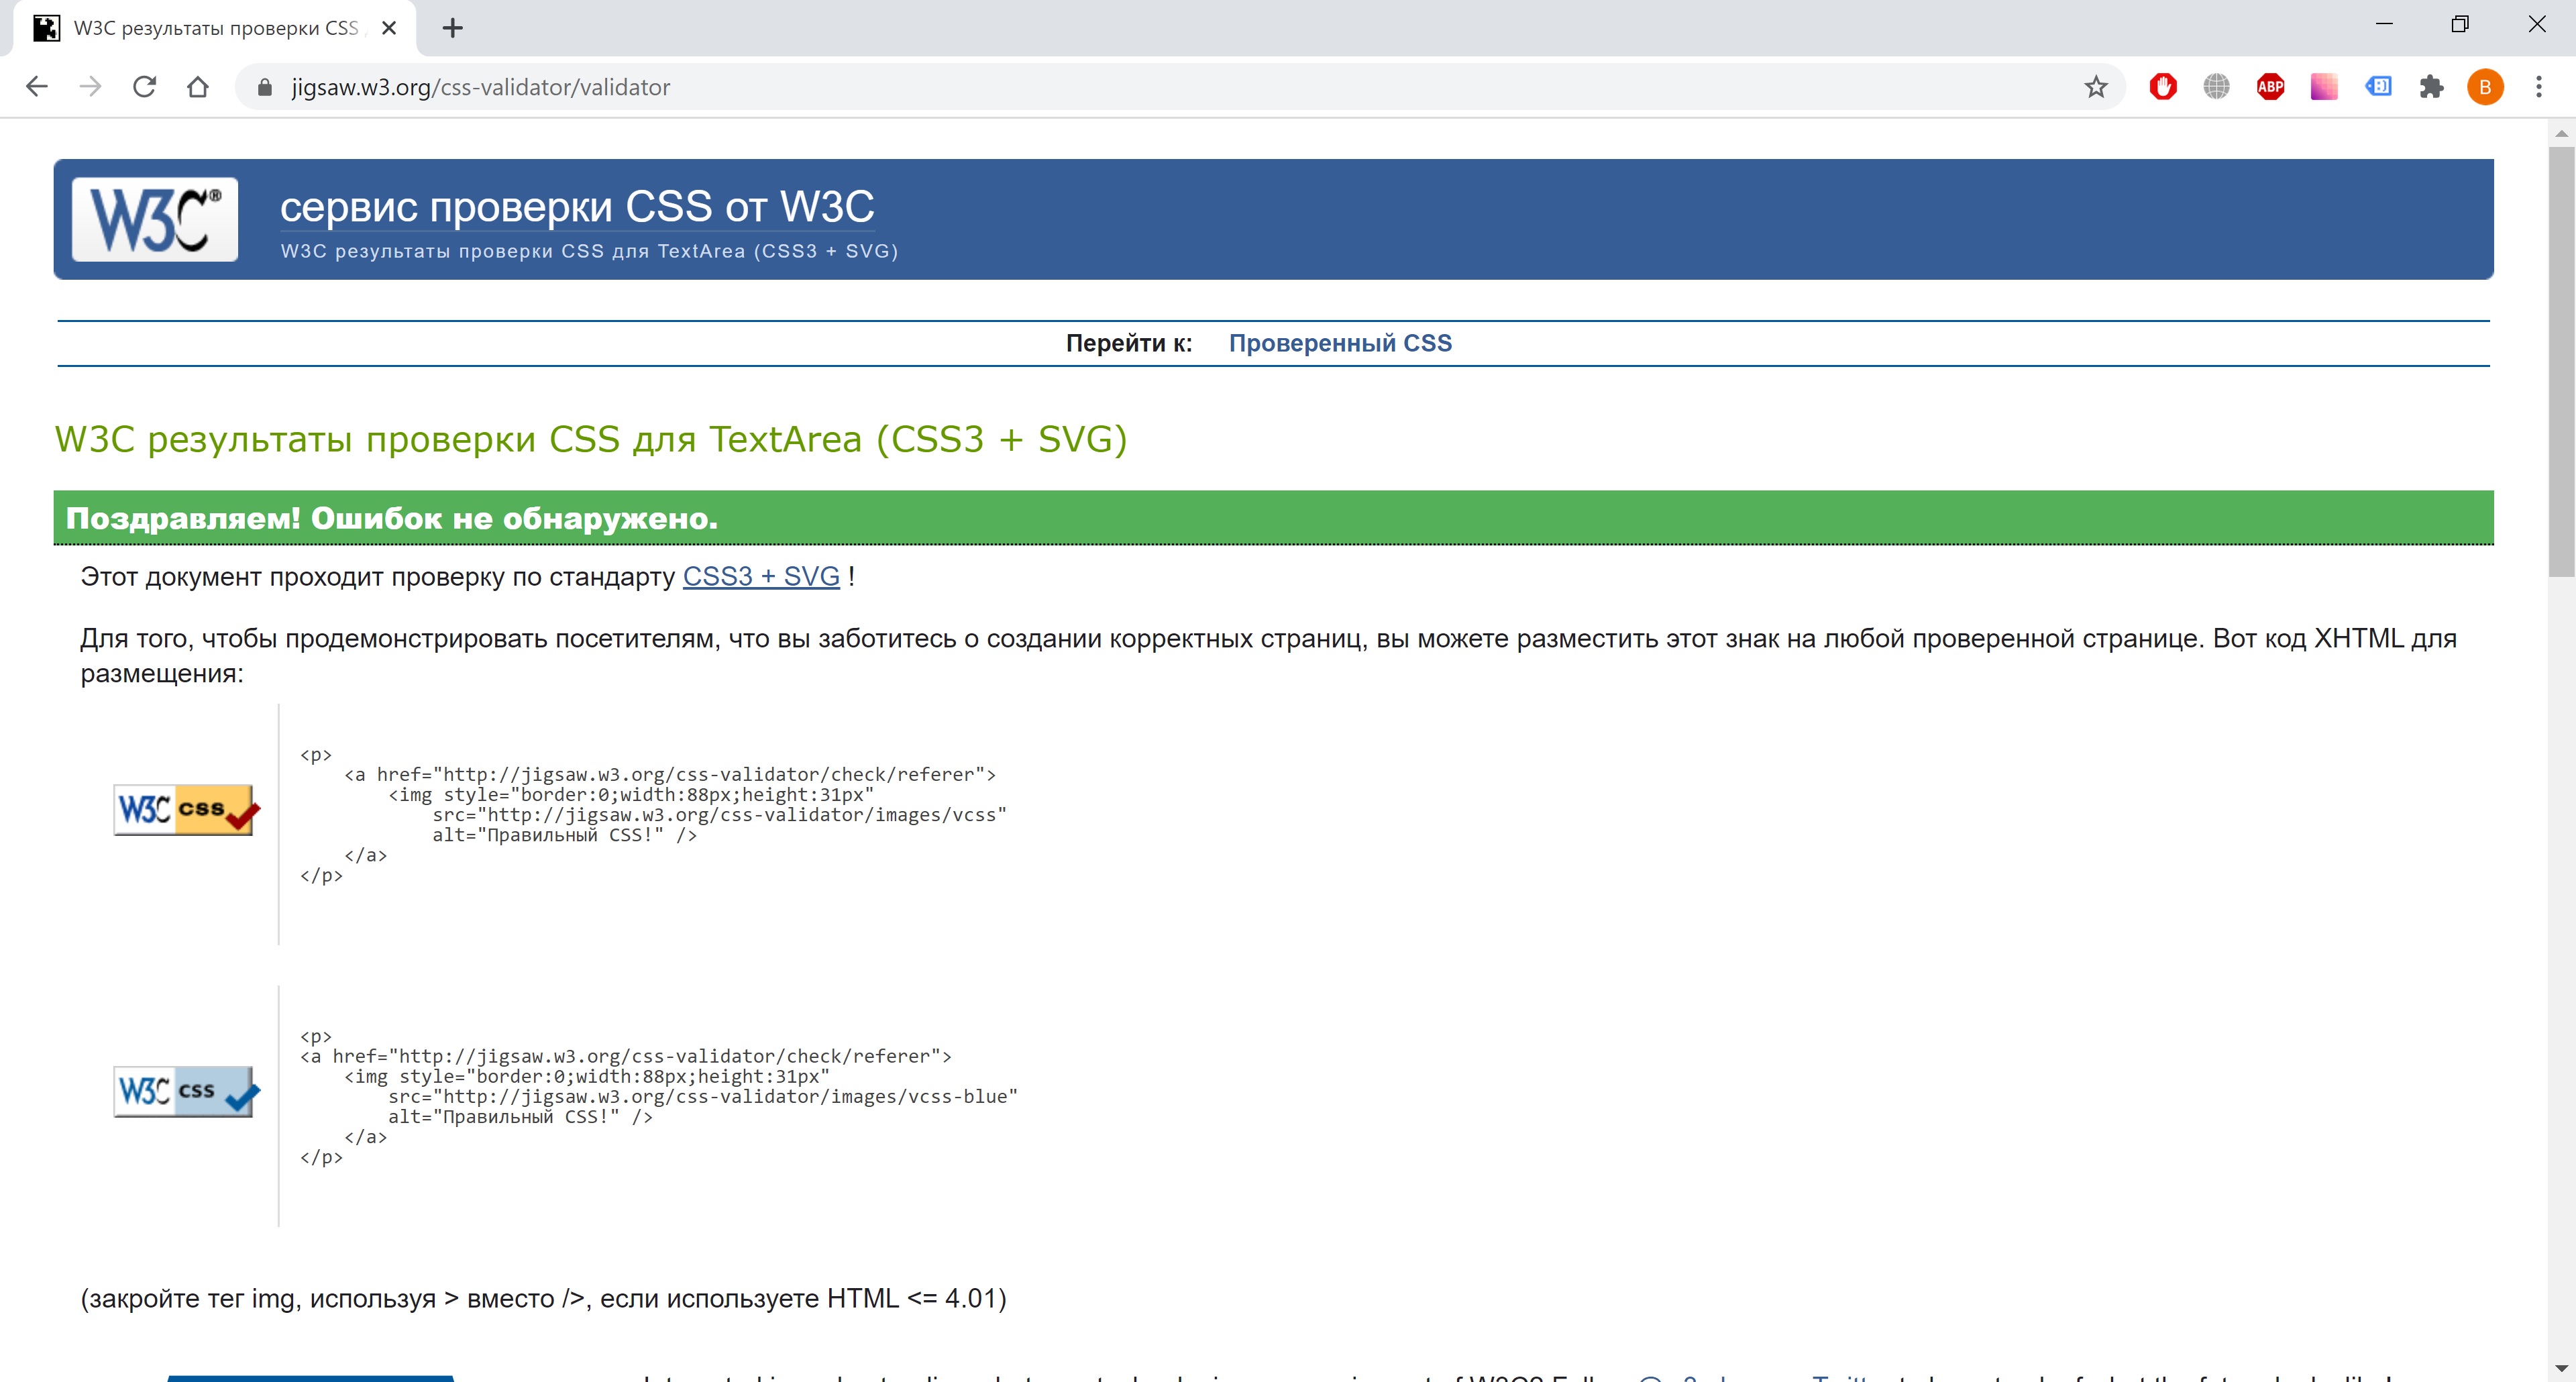 W3C результаты проверки CSS
jigsaw.w3.org/css-validator/validator
ABP
B
W3C®
сервис проверки CSS от W3C
W3C результаты проверки CSS для TextArea (CSS3 + SVG)
Перейти к: Проверенный CSS
W3C результаты проверки CSS для TextArea (CSS3 + SVG)
Поздравляем! Ошибок не обнаружено.
Этот документ проходит проверку по стандарту CSS3 + SVG !
Для того, чтобы продемонстрировать посетителям, что вы заботитесь о создании корректных страниц, вы можете разместить этот знак на любой проверенной странице. Вот код XHTML для
размещения:
<p>
<a href="http://jigsaw.w3.org/css-validator/check/referer">
<img style="border:0;width:88px;height:31px"
W3C css
src="http://jigsaw.w3.org/css-validator/images/vcss"
alt="Правильный CSS!" />
</a>
</p>
<p>
<a href="http://jigsaw.w3.org/css-validator/check/referer">
<img style="border:0;width:88px;height:31px"
W3C css
src="http://jigsaw.w3.org/css-validator/images/vcss-blue"
alt="Правильный CSS!" />
</a>
</p>
(закройте тег img, используя > вместо />, если используете HTML <= 4.01)